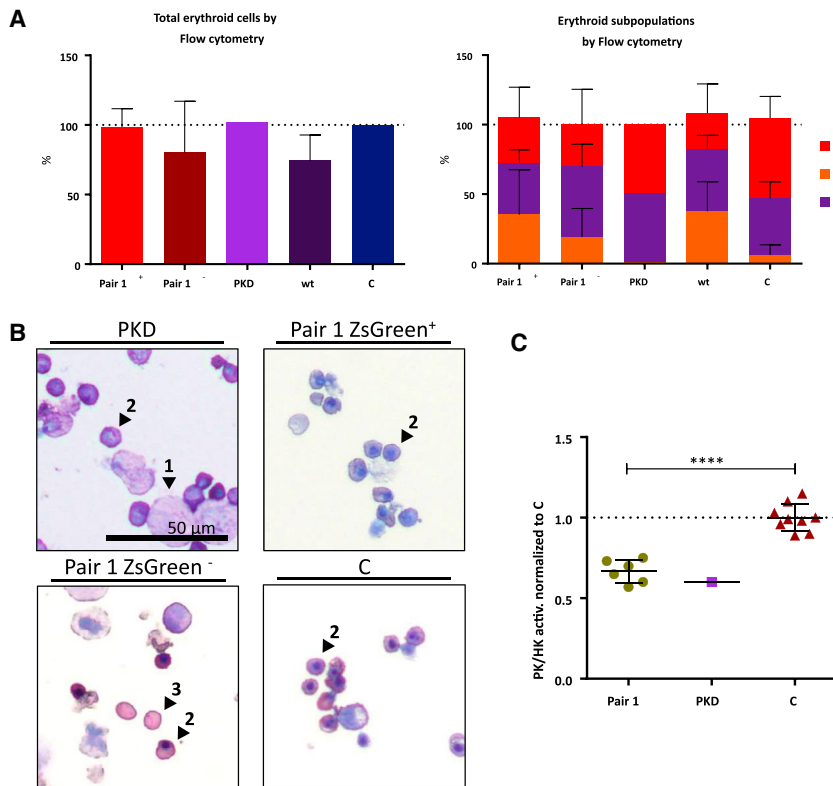 A
Total erythroid cells by
Flow cytometry
150
100
50
0
%
Pair 1 +
Pair 1 -
PKD
wt
C
Erythroid subpopulations
by Flow cytometry
150
100
50
0
%
Pair 1 +
Pair 1 -
PKD
wt
C
B
PKD
2
1
50 µm
Pair 1 ZsGreen+
2
Pair 1 ZsGreen -
3
2
C
2
C
1.5
1.0
0.5
0.0
PK/HK activ. normalized to C
****
Pair 1
PKD
C